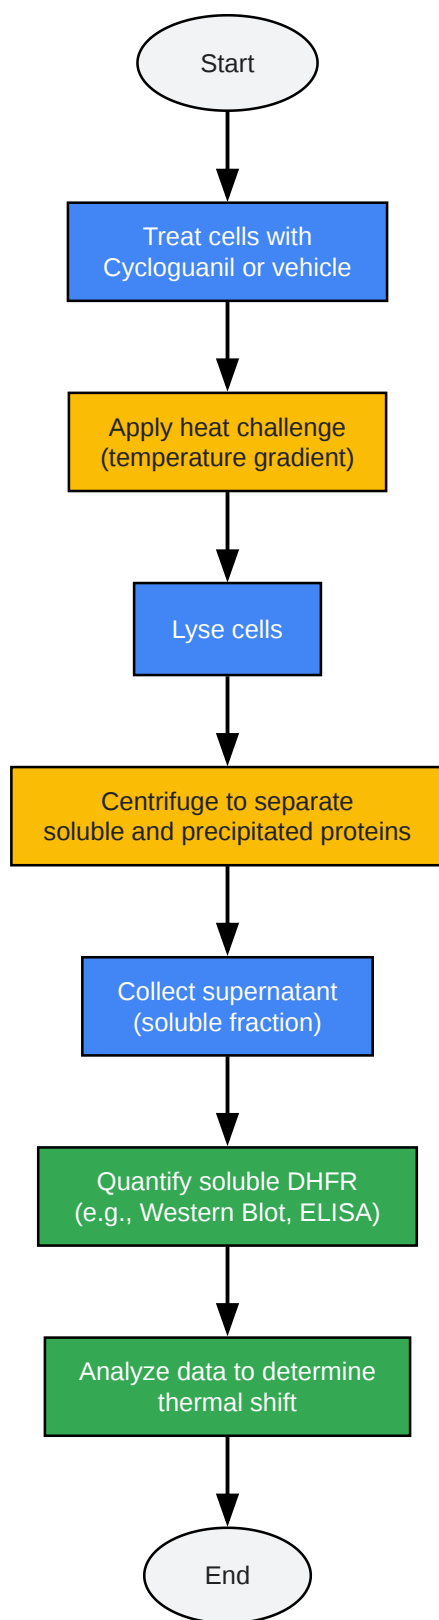 Start
Treat cells with
Cycloguanil or vehicle
Apply heat challenge
(temperature gradient)
Lyse cells
Centrifuge to separate
soluble and precipitated proteins
Collect supernatant
(soluble fraction)
Quantify soluble DHFR
(e.g., Western Blot, ELISA)
Analyze data to determine
thermal shift
End